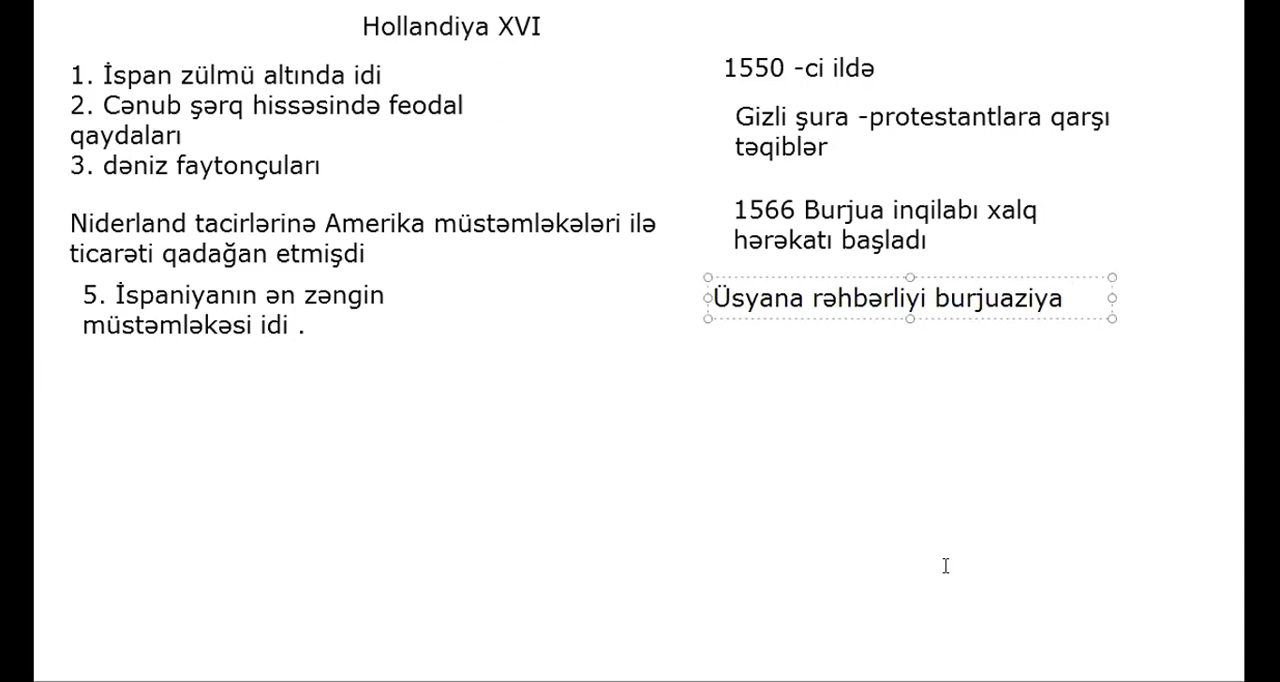 Hollandiya XVI
1. İspan zülmü altında idi
2. Cənub şərq hissəsində feodal
qaydaları
3. dəniz faytonçuları
Niderland tacirlərinə Amerika müstəmləkələri ilə
ticarəti qadağan etmişdi
5. İspaniyanın ən zəngin
müstəmləkəsi idi .
1550 -ci ildə
Gizli şura -protestantlara qarşı
təqiblər
1566 Burjua inqilabı xalq
hərəkatı başladı
Üsyana rəhbərliyi burjuaziya